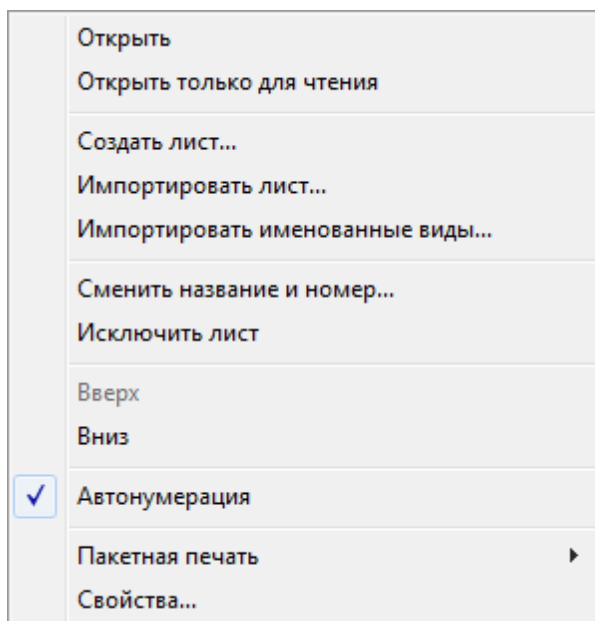 Открыть
Открыть только для чтения
Создать лист...
Импортировать лист...
Импортировать именованные виды...
Сменить название и номер...
Исключить лист
Вверх
Вниз
Автонумерация
Пакетная печать
Свойства...